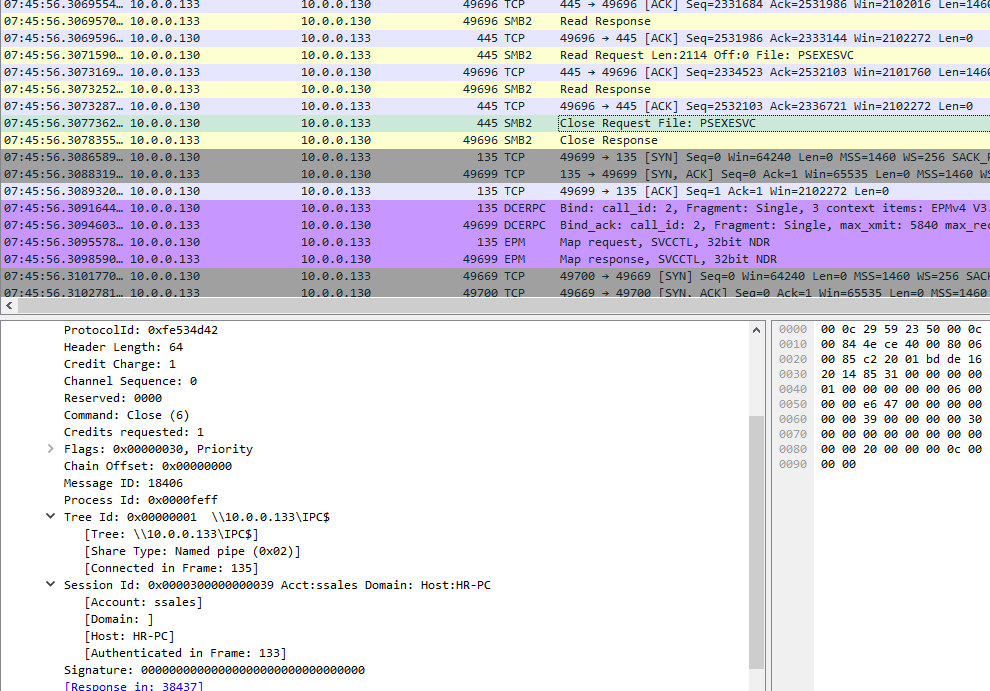 07:45:56.3069554… 10.0.0.133 10.0.0.130 49696 TCP 445 → 49696 [ACK] Seq=2331684 Ack=2531986 Win=2102016 Len=1460
07:45:56.3069570… 10.0.0.133 10.0.0.130 49696 SMB2 Read Response
07:45:56.3069596… 10.0.0.130 10.0.0.133 445 TCP 49696 → 445 [ACK] Seq=2531986 Ack=2333144 Win=2102272 Len=0
07:45:56.3071590… 10.0.0.130 10.0.0.133 445 SMB2 Read Request Len:2114 Off:0 File: PSEXESVC
07:45:56.3073169… 10.0.0.133 10.0.0.130 49696 TCP 445 → 49696 [ACK] Seq=2334523 Ack=2532103 Win=2101760 Len=1460
07:45:56.3073252… 10.0.0.133 10.0.0.130 49696 SMB2 Read Response
07:45:56.3073287… 10.0.0.130 10.0.0.133 445 TCP 49696 → 445 [ACK] Seq=2532103 Ack=2336721 Win=2102272 Len=0
07:45:56.3077362… 10.0.0.130 10.0.0.133 445 SMB2 Close Request File: PSEXESVC
07:45:56.3078355… 10.0.0.133 10.0.0.130 49696 SMB2 Close Response
07:45:56.3086589… 10.0.0.130 10.0.0.133 135 TCP 49699 → 135 [SYN] Seq=0 Win=64240 Len=0 MSS=1460 WS=256 SACK_P
07:45:56.3088319… 10.0.0.133 10.0.0.130 49699 TCP 135 → 49699 [SYN, ACK] Seq=0 Ack=1 Win=65535 Len=0 MSS=1460 WS
07:45:56.3089320… 10.0.0.130 10.0.0.133 135 TCP 49699 → 135 [ACK] Seq=1 Ack=1 Win=2102272 Len=0
07:45:56.3091644… 10.0.0.130 10.0.0.133 135 DCERPC Bind: call_id: 2, Fragment: Single, 3 context items: EPMv4 V3.
07:45:56.3094603… 10.0.0.133 10.0.0.130 49699 DCERPC Bind_ack: call_id: 2, Fragment: Single, max_xmit: 5840 max_rec
07:45:56.3095578… 10.0.0.130 10.0.0.133 135 EPM Map request, SVCCTL, 32bit NDR
07:45:56.3098590… 10.0.0.133 10.0.0.130 49699 EPM Map response, SVCCTL, 32bit NDR
07:45:56.3101770… 10.0.0.130 10.0.0.133 49669 TCP 49700 → 49669 [SYN] Seq=0 Win=64240 Len=0 MSS=1460 WS=256 SACK
07:45:56.3102781… 10.0.0.133 10.0.0.130 49700 TCP 49669 → 49700 [SYN, ACK] Seq=0 Ack=1 Win=65535 Len=0 MSS=1460
ProtocolId: 0xfe534d42
Header Length: 64
Credit Charge: 1
Channel Sequence: 0
Reserved: 0000
Command: Close (6)
Credits requested: 1
Flags: 0x00000030, Priority
Chain Offset: 0x00000000
Message ID: 18406
Process Id: 0x0000feff
Tree Id: 0x00000001 \\10.0.0.133\IPC$
[Tree: \\10.0.0.133\IPC$]
[Share Type: Named pipe (0x02)]
[Connected in Frame: 135]
Session Id: 0x0000300000000039 Acct:ssales Domain: Host:HR-PC
[Account: ssales]
[Domain: ]
[Host: HR-PC]
[Authenticated in Frame: 133]
Signature: 00000000000000000000000000000000
[Response in: 38437]
0000 00 0c 29 59 23 50 00 0c
0010 00 84 4e ce 40 00 80 06
0020 00 85 c2 20 01 bd de 16
0030 20 14 85 31 00 00 00 00
0040 01 00 00 00 00 00 06 00
0050 00 00 e6 47 00 00 00 00
0060 00 00 39 00 00 00 00 30
0070 00 00 00 00 00 00 00 00
0080 00 00 20 00 00 00 0c 00
0090 00 00